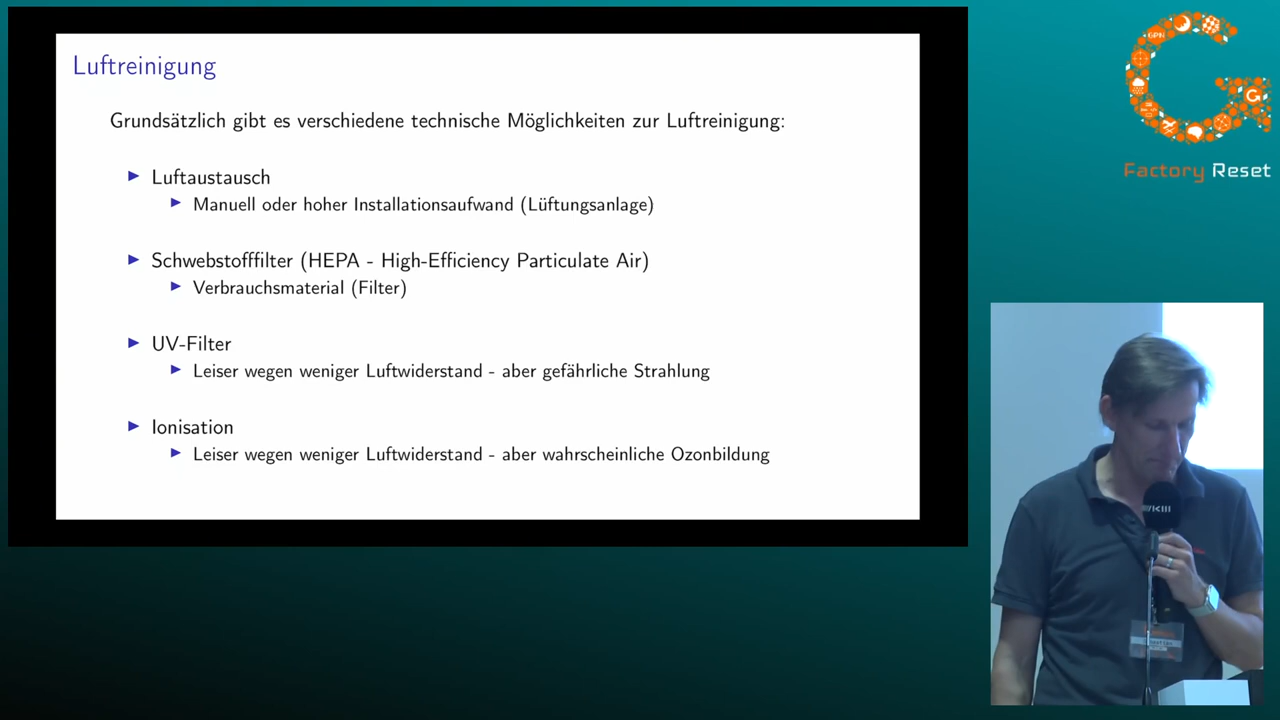 Luftreinigung
Grundsätzlich gibt es verschiedene technische Möglichkeiten zur Luftreinigung:
Luftaustausch
Manuell oder hoher Installationsaufwand (Lüftungsanlage)
Schwebstofffilter (HEPA - High-Efficiency Particulate Air)
Verbrauchsmaterial (Filter)
UV-Filter
Leiser wegen weniger Luftwiderstand - aber gefährliche Strahlung
Ionisation
Leiser wegen weniger Luftwiderstand - aber wahrscheinliche Ozonbildung
GPN
G
Factory Reset